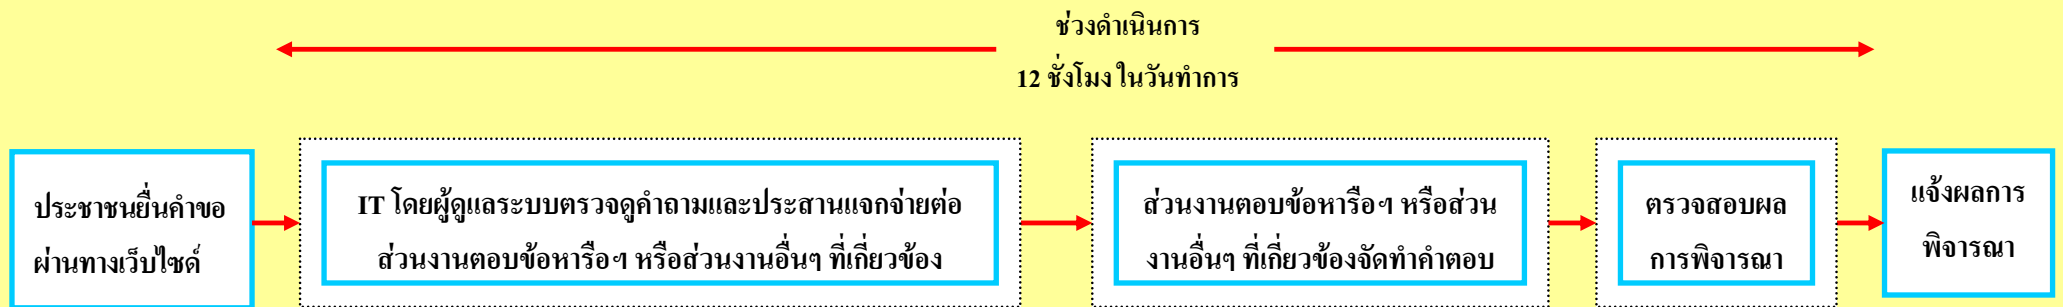 ช่วงดำเนินการ
12 ชั่งโมง ในวันทำการ
ประชาชนยื่นคำขอ
ผ่านทางเว็บไซด์
IT โดยผู้ดูแลระบบตรวจดูคำถามและประสานแจกจ่ายต่อ
ส่วนงานตอบข้อหารือฯ หรือส่วนงานอื่นๆ ที่เกี่ยวข้อง
ส่วนงานตอบข้อหารือฯ หรือส่วน
งานอื่นๆ ที่เกี่ยวข้องจัดทำคำตอบ
ตรวจสอบผล
การพิจารณา
แจ้งผลการ
พิจารณา